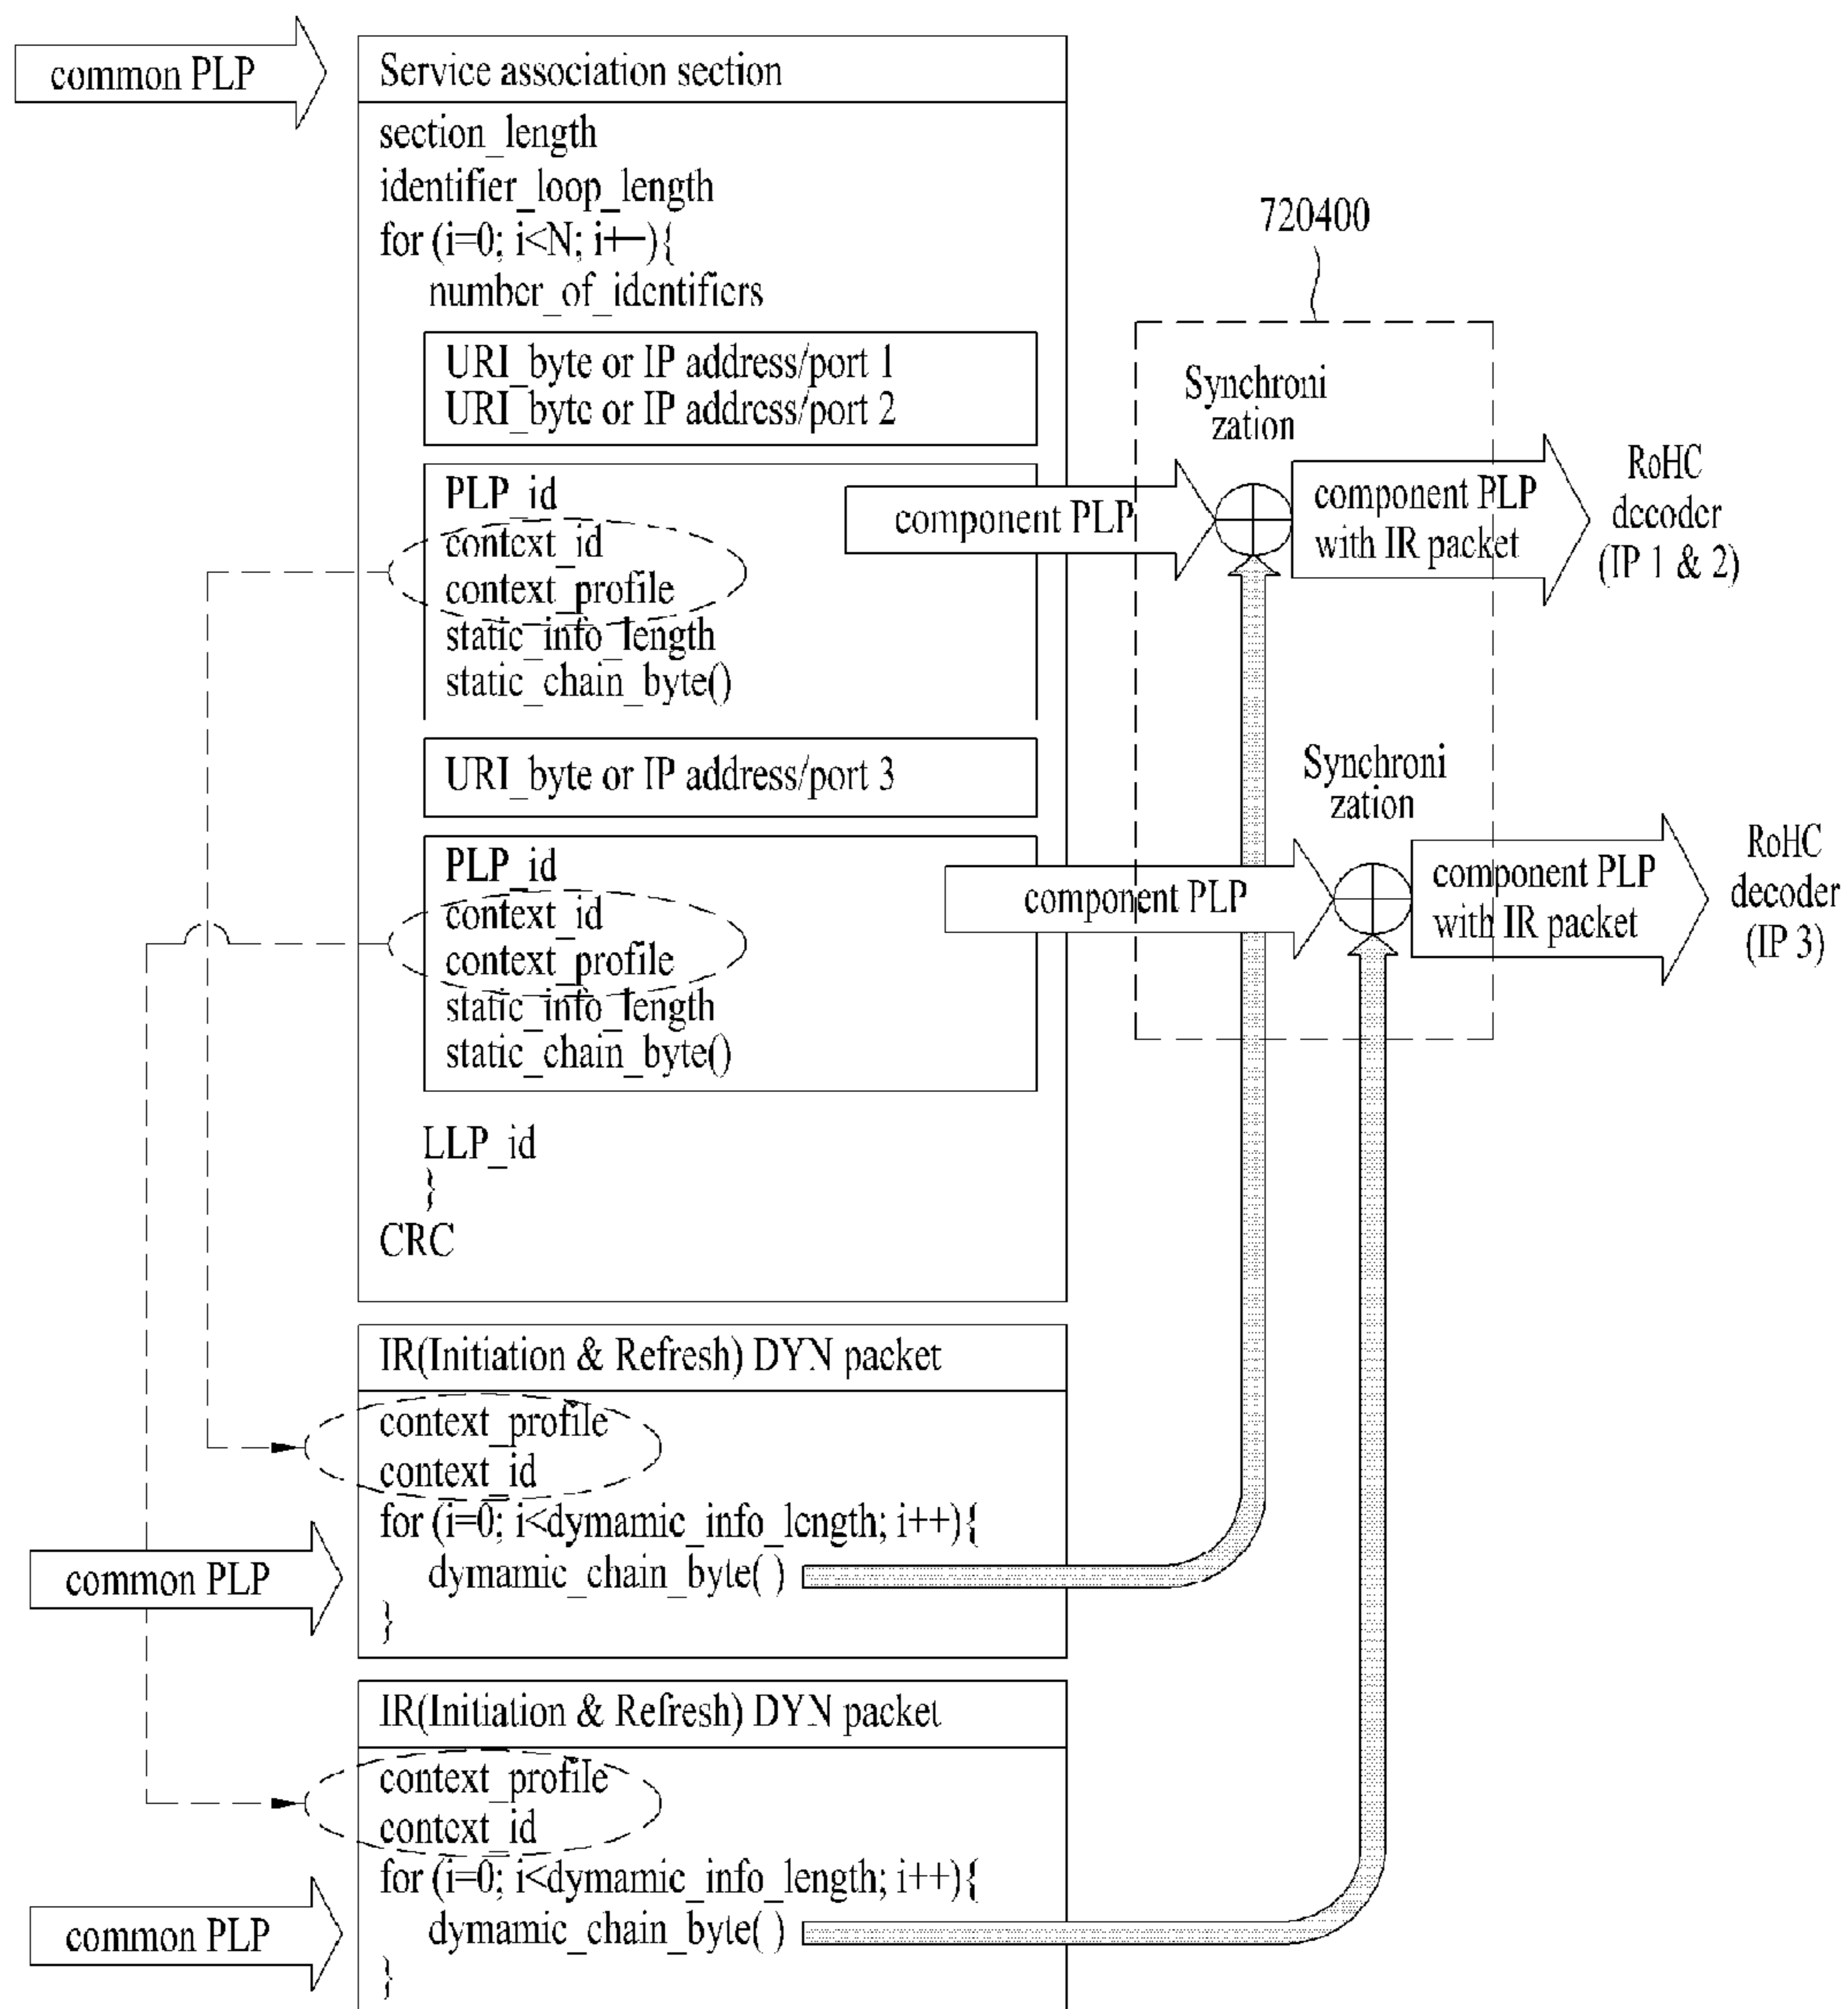 common PLP
Service association section
section_length
identifier_loop_length
for (i=0; i<N; i+–){
number_of_identifiers
URI_byte or IP address/port 1
URI_byte or IP address/port 2
PLP_id
context_id
context_profile
static_info_length
static_chain_byte()
URI_byte or IP address/port 3
PLP_id
context_id
context_profile
static_info_length
static_chain_byte()
LLP_id
}
CRC
720400
Synchroni
zation
component PLP
component PLP
with IR packet
RoHC
decoder
(IP 1 & 2)
Synchroni
zation
component PLP
component PLP
with IR packet
RoHC
decoder
(IP 3)
IR(Initiation & Refresh) DYN packet
context_profile
context_id
for (i=0; i<dymamic_info_length; i++){
common PLP
dymamic_chain_byte( )
}
IR(Initiation & Refresh) DYN packet
context_profile
context_id
for (i=0; i<dymamic_info_length; i++){
common PLP
dymamic_chain_byte( )
}